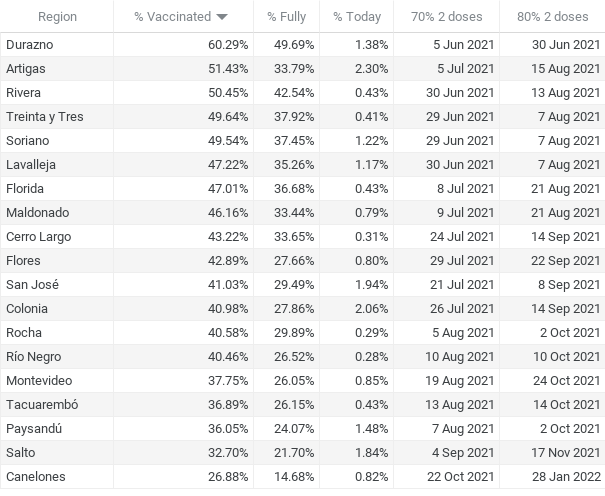 Region % Vaccinated % Fully % Today 70% 2 doses 80% 2 doses
Durazno 60.29% 49.69% 1.38% 5 Jun 2021 30 Jun 2021
Artigas 51.43% 33.79% 2.30% 5 Jul 2021 15 Aug 2021
Rivera 50.45% 42.54% 0.43% 30 Jun 2021 13 Aug 2021
Treinta y Tres 49.64% 37.92% 0.41% 29 Jun 2021 7 Aug 2021
Soriano 49.54% 37.45% 1.22% 29 Jun 2021 7 Aug 2021
Lavalleja 47.22% 35.26% 1.17% 30 Jun 2021 7 Aug 2021
Florida 47.01% 36.68% 0.43% 8 Jul 2021 21 Aug 2021
Maldonado 46.16% 33.44% 0.79% 9 Jul 2021 21 Aug 2021
Cerro Largo 43.22% 33.65% 0.31% 24 Jul 2021 14 Sep 2021
Flores 42.89% 27.66% 0.80% 29 Jul 2021 22 Sep 2021
San José 41.03% 29.49% 1.94% 21 Jul 2021 8 Sep 2021
Colonia 40.98% 27.86% 2.06% 26 Jul 2021 14 Sep 2021
Rocha 40.58% 29.89% 0.29% 5 Aug 2021 2 Oct 2021
Río Negro 40.46% 26.52% 0.28% 10 Aug 2021 10 Oct 2021
Montevideo 37.75% 26.05% 0.85% 19 Aug 2021 24 Oct 2021
Tacuarembó 36.89% 26.15% 0.43% 13 Aug 2021 14 Oct 2021
Paysandú 36.05% 24.07% 1.48% 7 Aug 2021 2 Oct 2021
Salto 32.70% 21.70% 1.84% 4 Sep 2021 17 Nov 2021
Canelones 26.88% 14.68% 0.82% 22 Oct 2021 28 Jan 2022